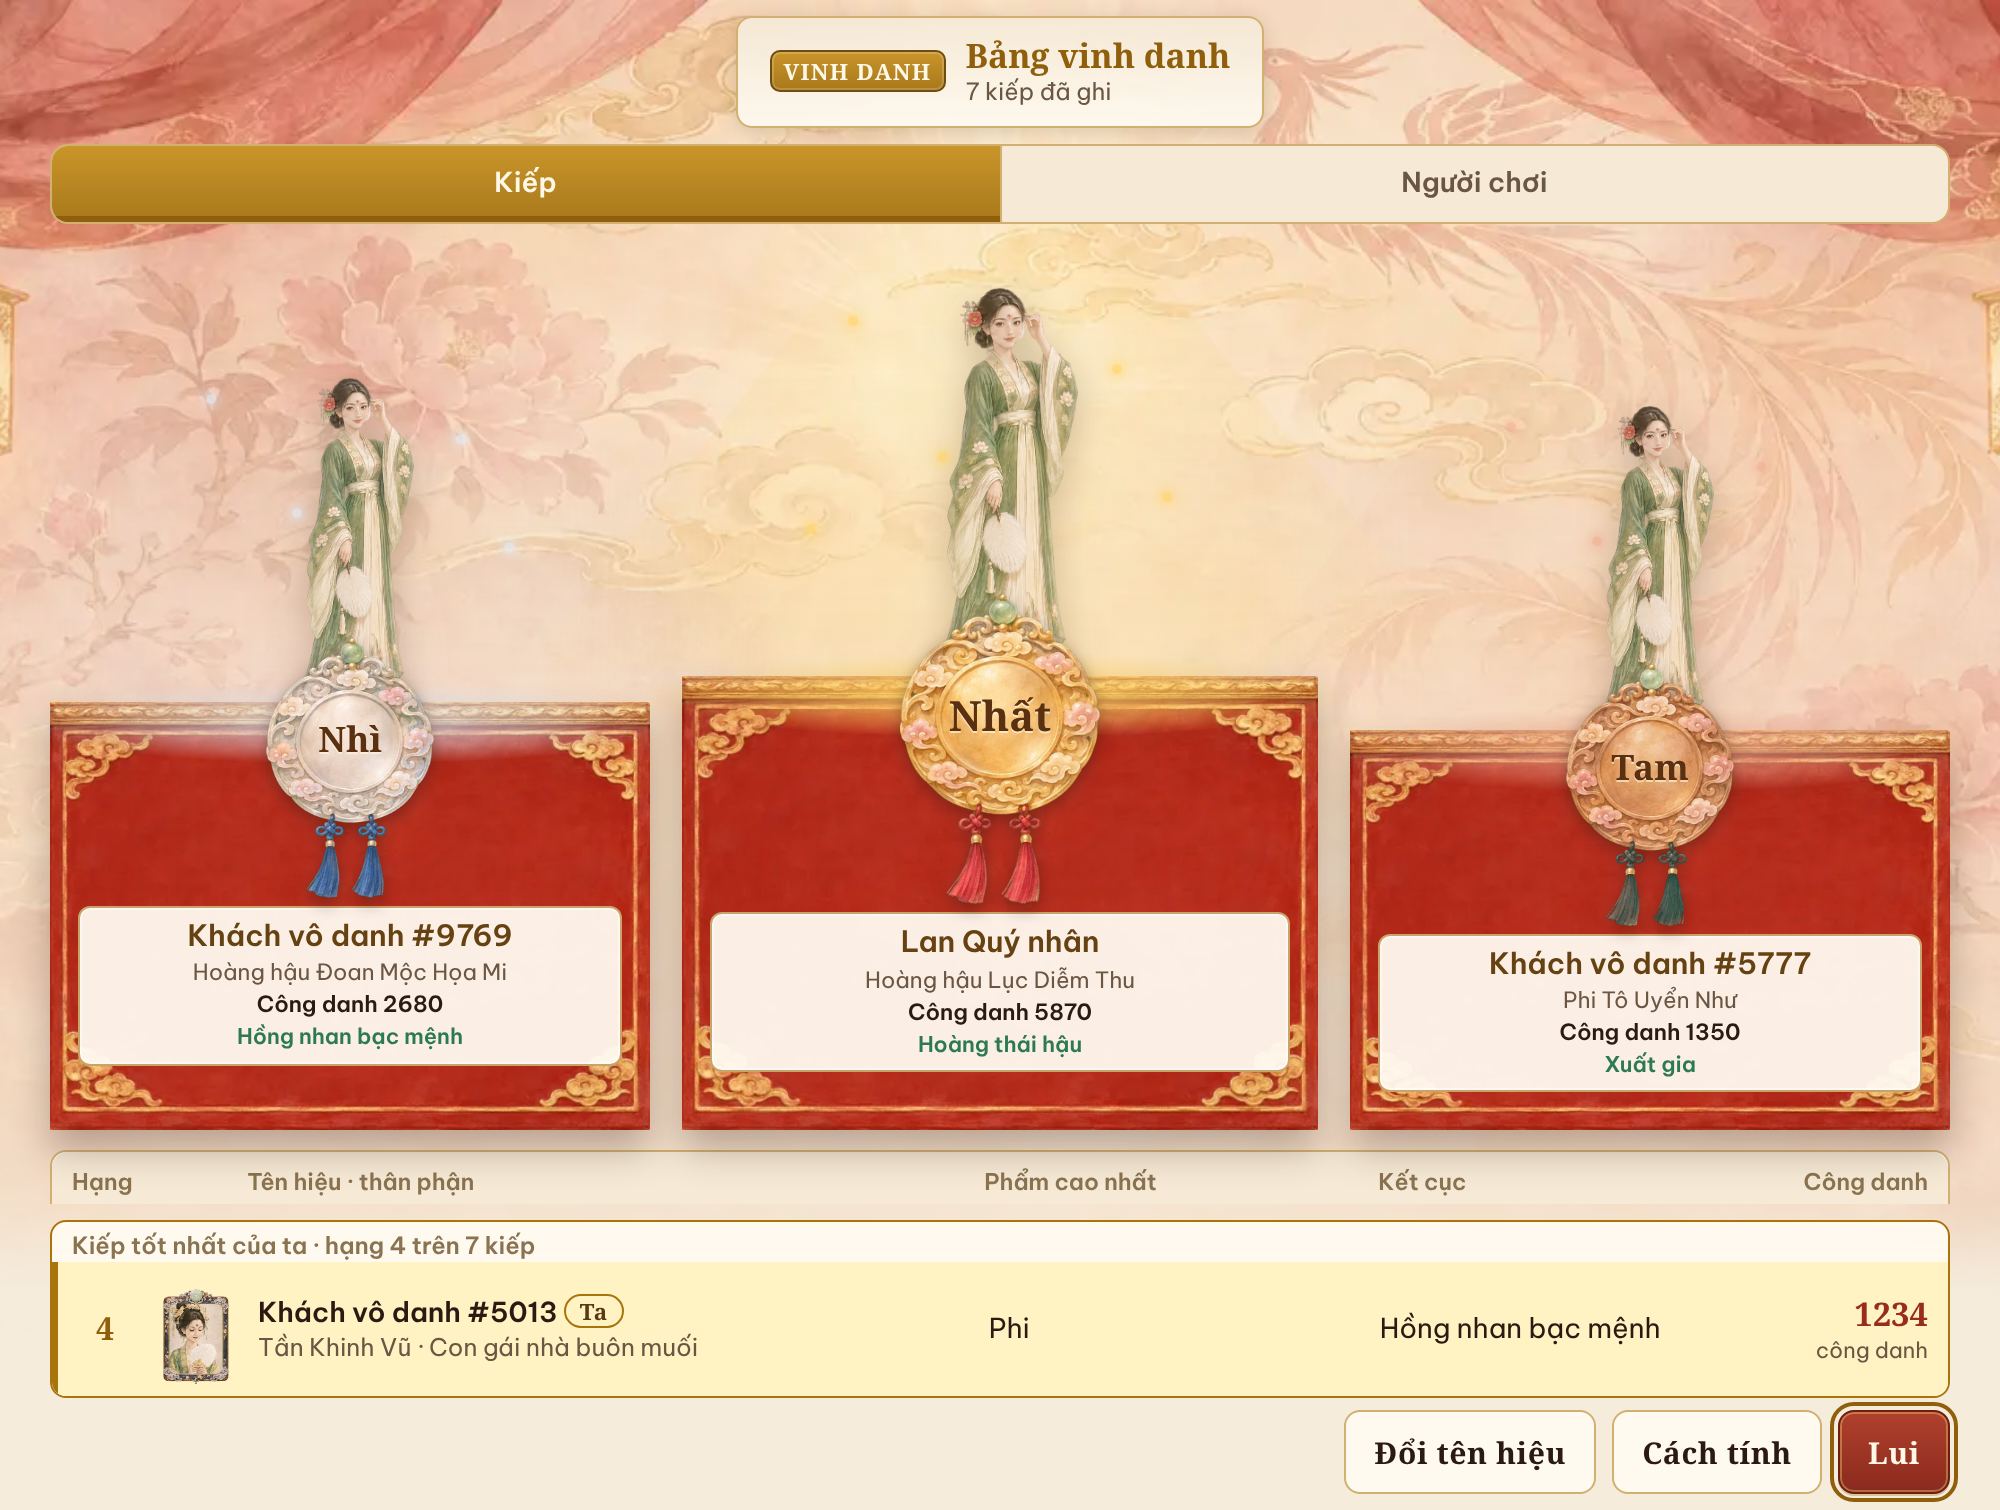 VINH DANH
Bảng vinh danh
7 kiếp đã ghi
Kiếp
Người chơi
Nhì
Khách vô danh #9769
Hoàng hậu Đoan Mộc Họa Mi
Công danh 2680
Hồng nhan bạc mệnh
Nhất
Lan Quý nhân
Hoàng hậu Lục Diễm Thu
Công danh 5870
Hoàng thái hậu
Tam
Khách vô danh #5777
Phi Tô Uyển Như
Công danh 1350
Xuất gia
Hạng Tên hiệu · thân phận Phẩm cao nhất Kết cục Công danh
Kiếp tốt nhất của ta · hạng 4 trên 7 kiếp
4
Khách vô danh #5013 Ta
Tần Khinh Vũ · Con gái nhà buôn muối
Phi
Hồng nhan bạc mệnh
1234
công danh
Đổi tên hiệu
Cách tính
Lui